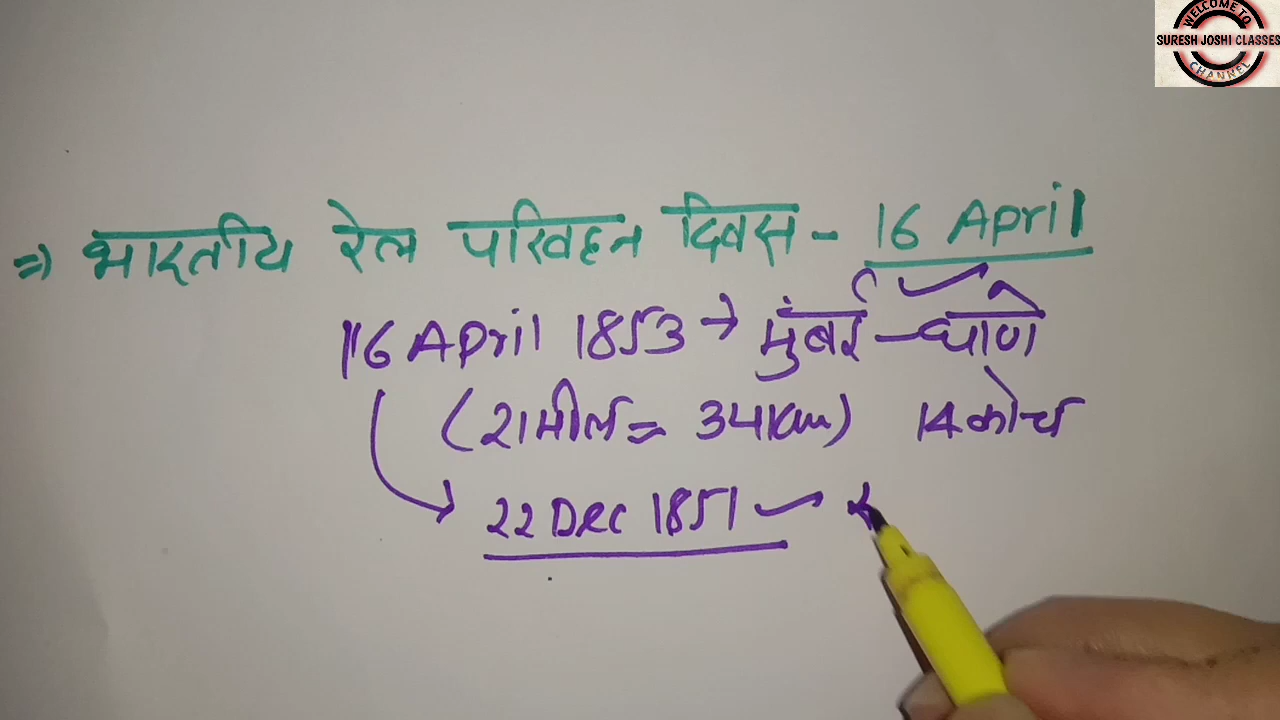 WELCOME TO
SURESH JOSHI CLASSES
CHANNEL
⇒ भारतीय रेल परिवहन दिवस - 16 April
16 April 1853 → मुंबई - थाणे
(21 मील = 34 km) 14 कोच
22 Dec 1851